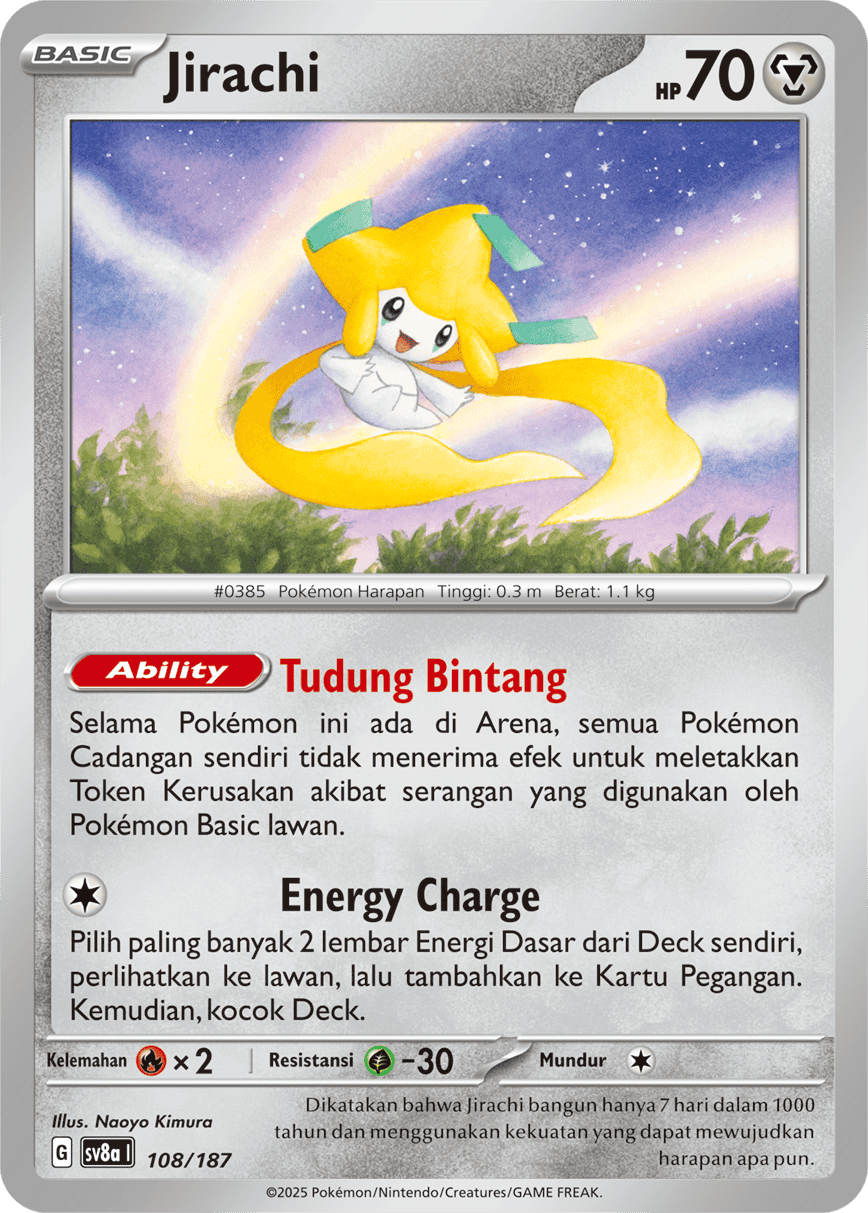 BASIC
Jirachi
HP 70
#0385 Pokémon Harapan Tinggi: 0.3 m Berat: 1.1 kg
Ability Tudung Bintang
Selama Pokémon ini ada di Arena, semua Pokémon
Cadangan sendiri tidak menerima efek untuk meletakkan
Token Kerusakan akibat serangan yang digunakan oleh
Pokémon Basic lawan.
Energy Charge
Pilih paling banyak 2 lembar Energi Dasar dari Deck sendiri,
perlihatkan ke lawan, lalu tambahkan ke Kartu Pegangan.
Kemudian, kocok Deck.
Kelemahan ×2 Resistansi -30 Mundur
Illus. Naoyo Kimura
Dikatakan bahwa Jirachi bangun hanya 7 hari dalam 1000
tahun dan menggunakan kekuatan yang dapat mewujudkan
harapan apa pun.
G sv8a I 108/187
©2025 Pokémon/Nintendo/Creatures/GAME FREAK.